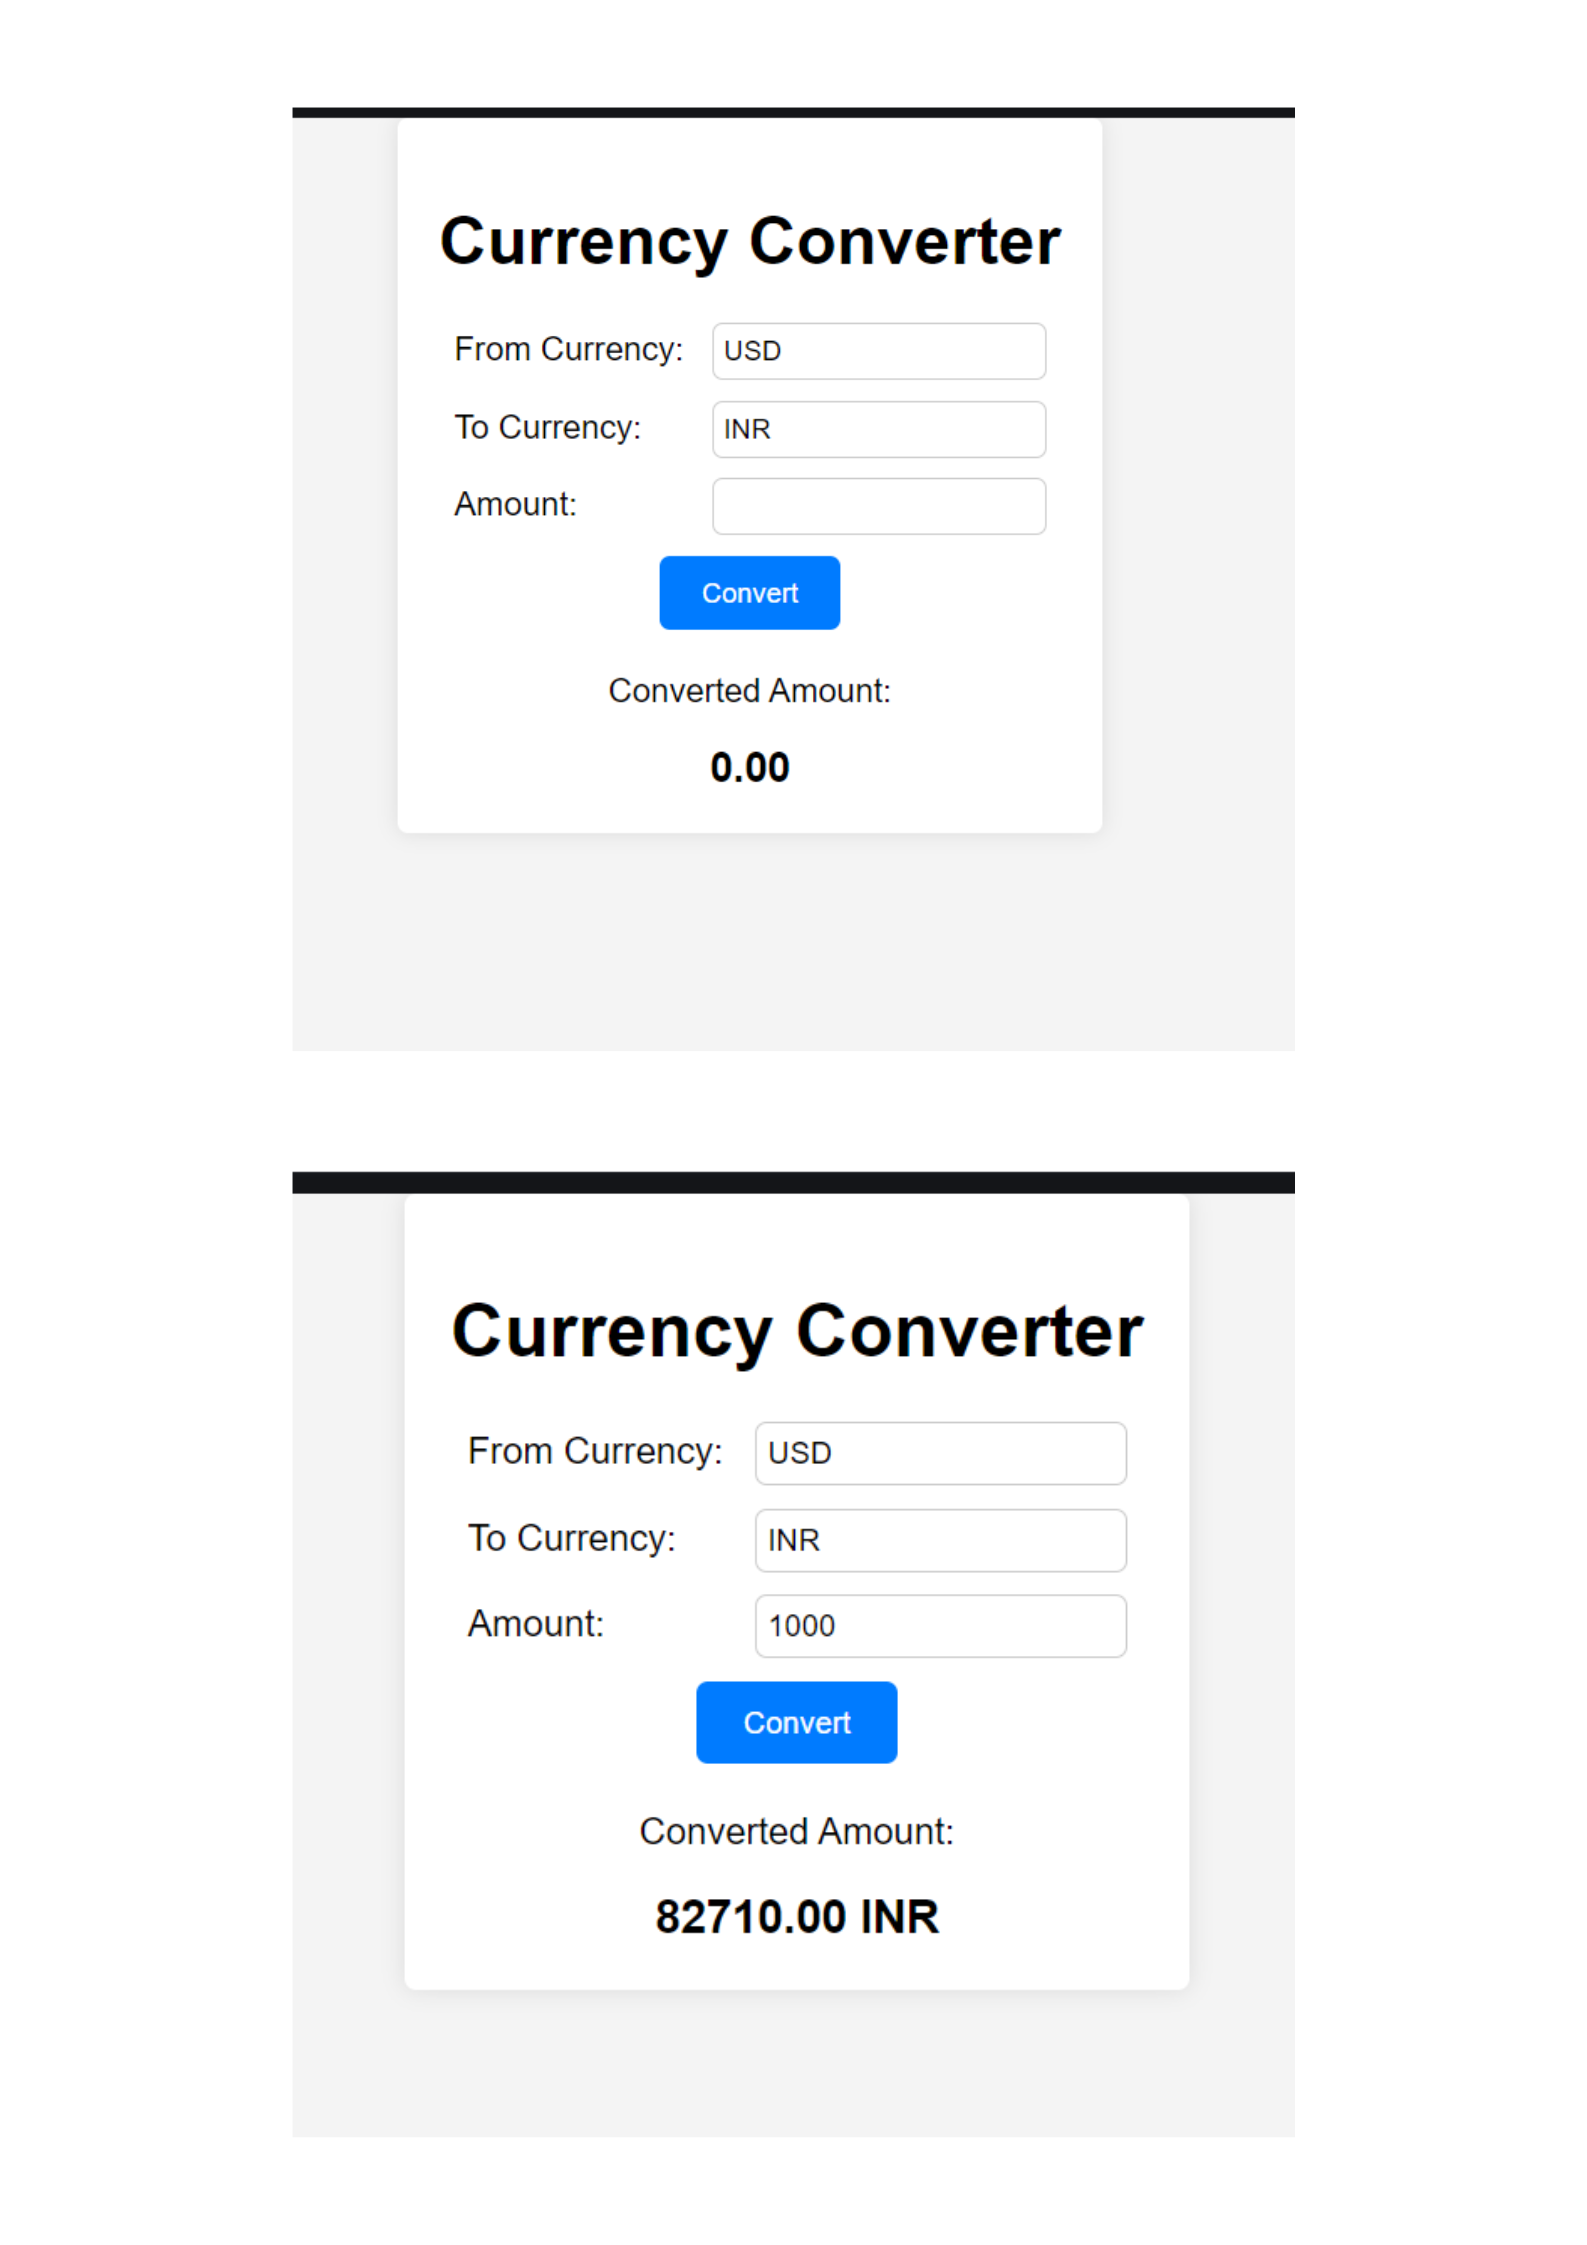 Currency Converter
From Currency: USD
To Currency: INR
Amount:
Convert
Converted Amount:
0.00
Currency Converter
From Currency: USD
To Currency: INR
Amount: 1000
Convert
Converted Amount:
82710.00 INR